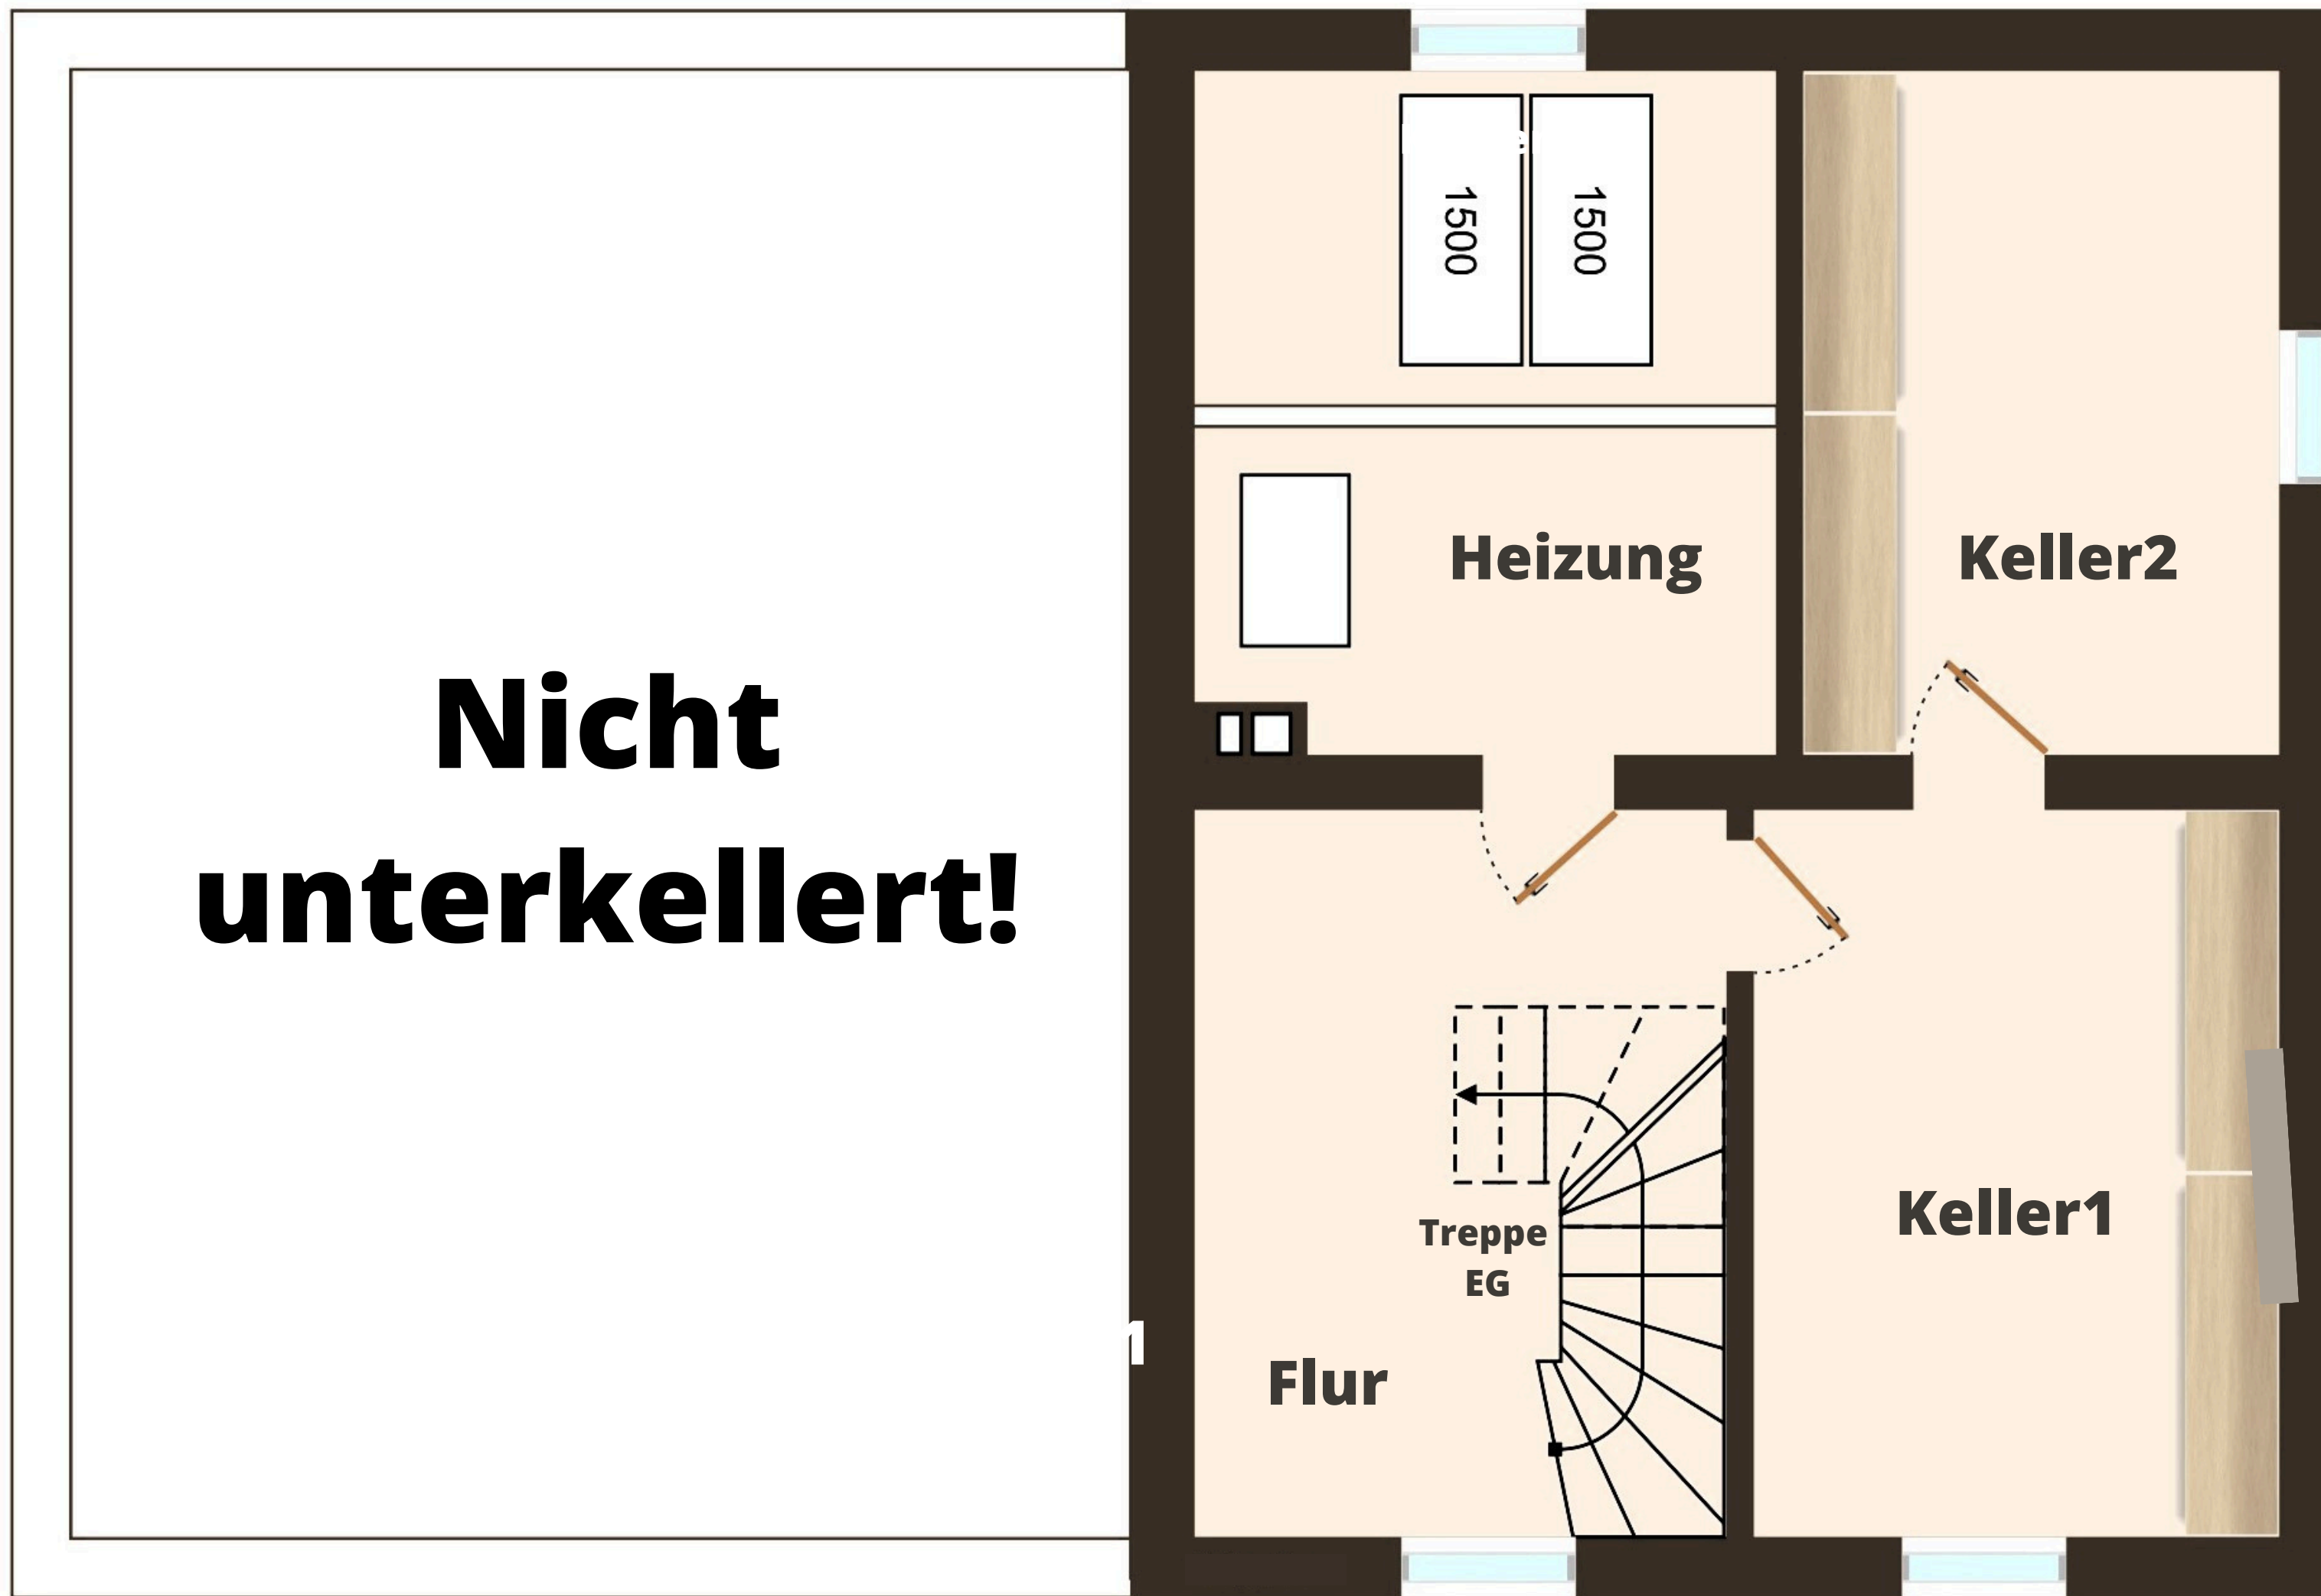 1500
1500
Heizung
Keller2
Nicht
unterkellert!
Treppe
EG
Keller1
Flur